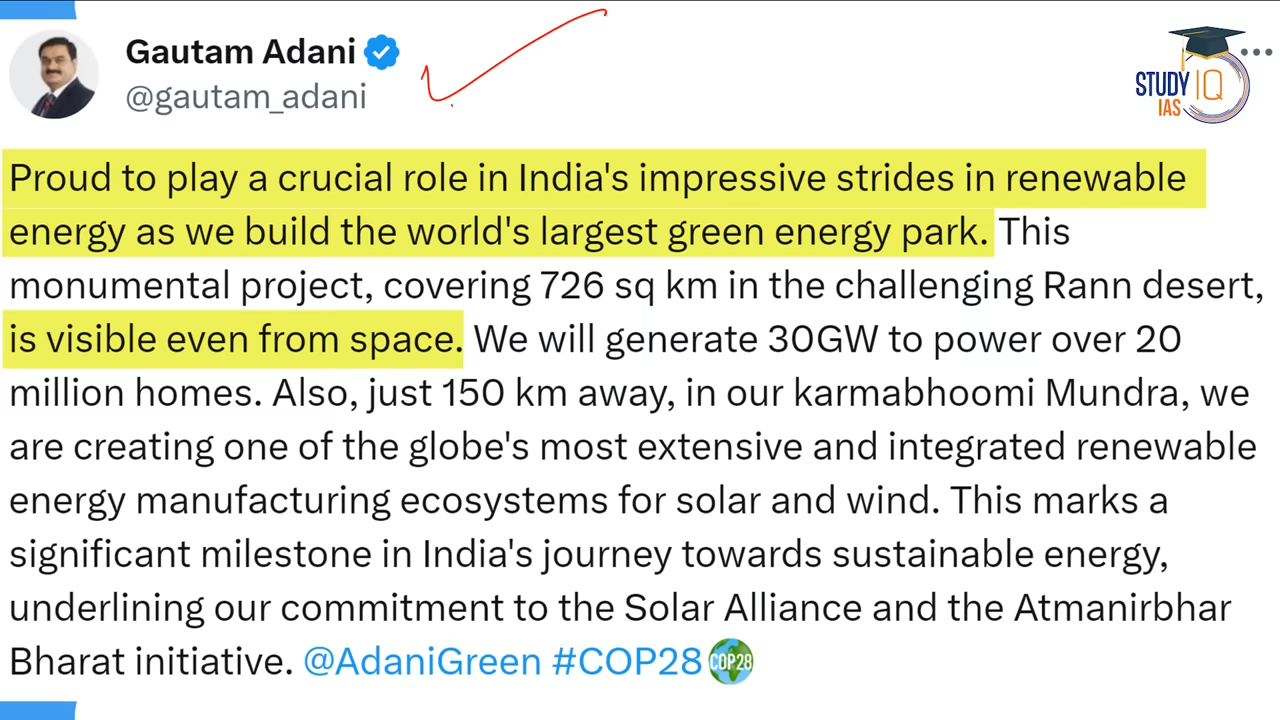 Gautam Adani
@gautam_adani
STUDY IQ
IAS
Proud to play a crucial role in India's impressive strides in renewable
energy as we build the world's largest green energy park. This
monumental project, covering 726 sq km in the challenging Rann desert,
is visible even from space. We will generate 30GW to power over 20
million homes. Also, just 150 km away, in our karmabhoomi Mundra, we
are creating one of the globe's most extensive and integrated renewable
energy manufacturing ecosystems for solar and wind. This marks a
significant milestone in India's journey towards sustainable energy,
underlining our commitment to the Solar Alliance and the Atmanirbhar
Bharat initiative. @AdaniGreen #COP28 COP28